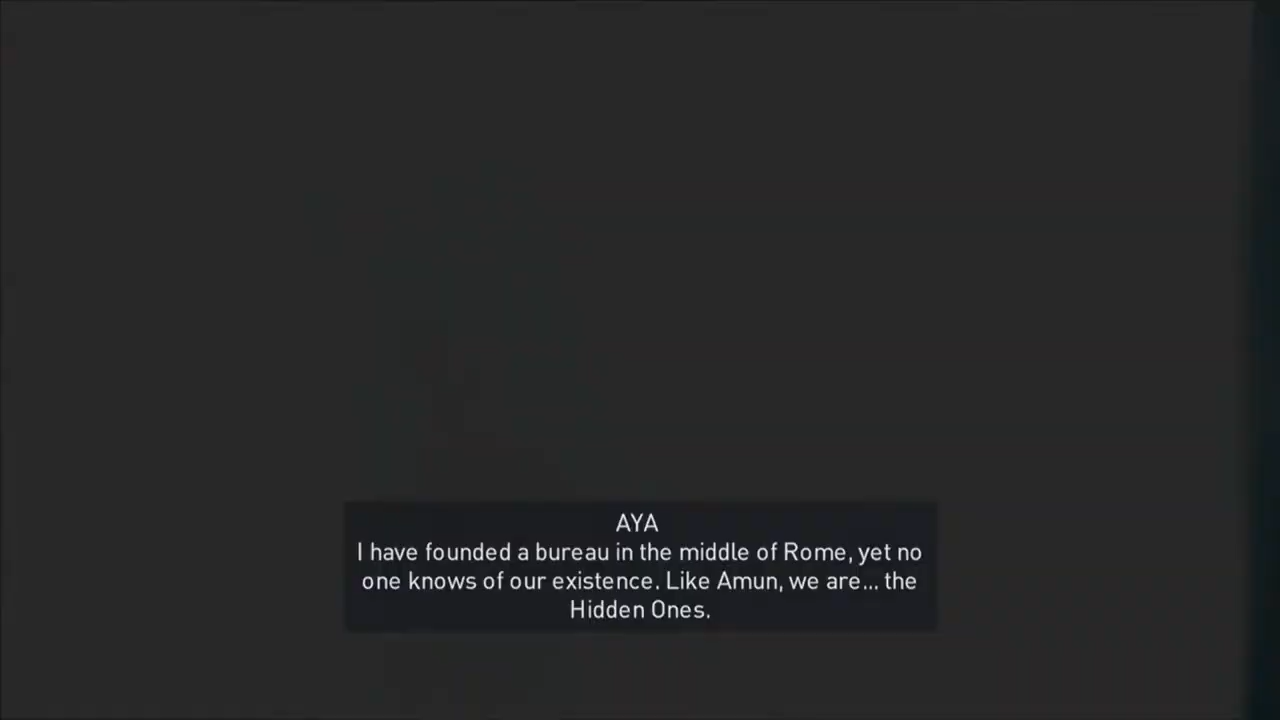 AYA
I have founded a bureau in the middle of Rome, yet no
one knows of our existence. Like Amun, we are... the
Hidden Ones.